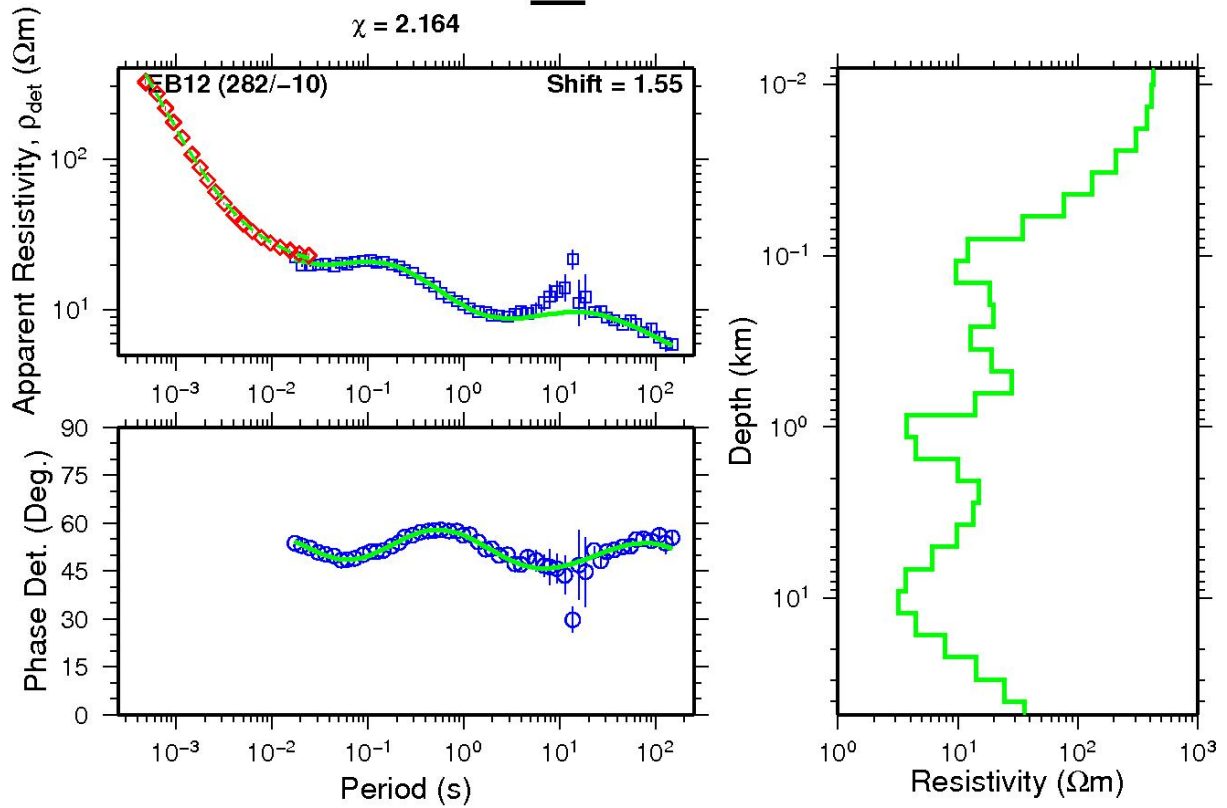 χ = 2.164
EB12 (282/−10)
Shift = 1.55
Apparent Resistivity, ρdet (Ωm)
10²
10¹
10⁻³ 10⁻² 10⁻¹ 10⁰ 10¹ 10²
Phase Det. (Deg.)
90
75
60
45
30
15
0
10⁻³ 10⁻² 10⁻¹ 10⁰ 10¹ 10²
Period (s)
Depth (km)
10⁻²
10⁻¹
10⁰
10¹
10⁰ 10¹ 10² 10³
Resistivity (Ωm)